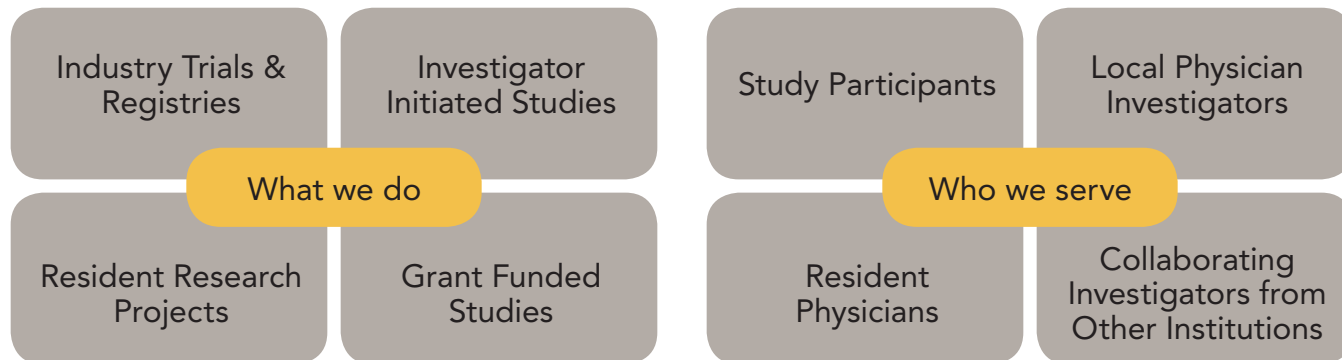 Industry Trials &
Registries
Investigator
Initiated Studies
What we do
Resident Research
Projects
Grant Funded
Studies
Study Participants
Local Physician
Investigators
Who we serve
Resident
Physicians
Collaborating
Investigators from
Other Institutions